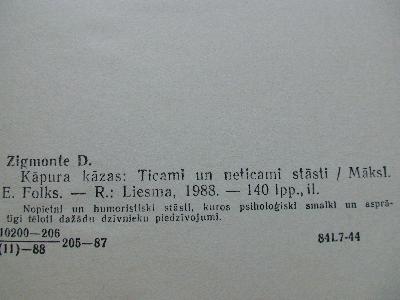 Zigmonte D.
Kāpura kāzas: Ticami un neticami stāsti / Māksl.
E. Folks. — R.: Liesma, 1988. — 140 lpp., il.
Nopietni un humoristiski stāsti, kuros psiholoģiski smalki un asprā-
tīgi tēloti dažādu dzīvnieku piedzīvojumi.
10200—206
(11)—88 205—87 84L7-44